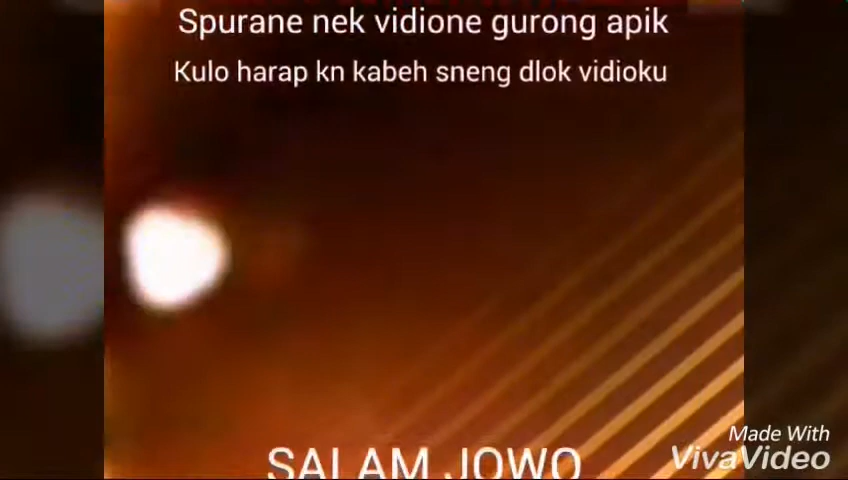 Spurane nek vidione gurong apik
Kulo harap kn kabeh sneng dlok vidioku
SALAM JOWO
Made With
VivaVideo